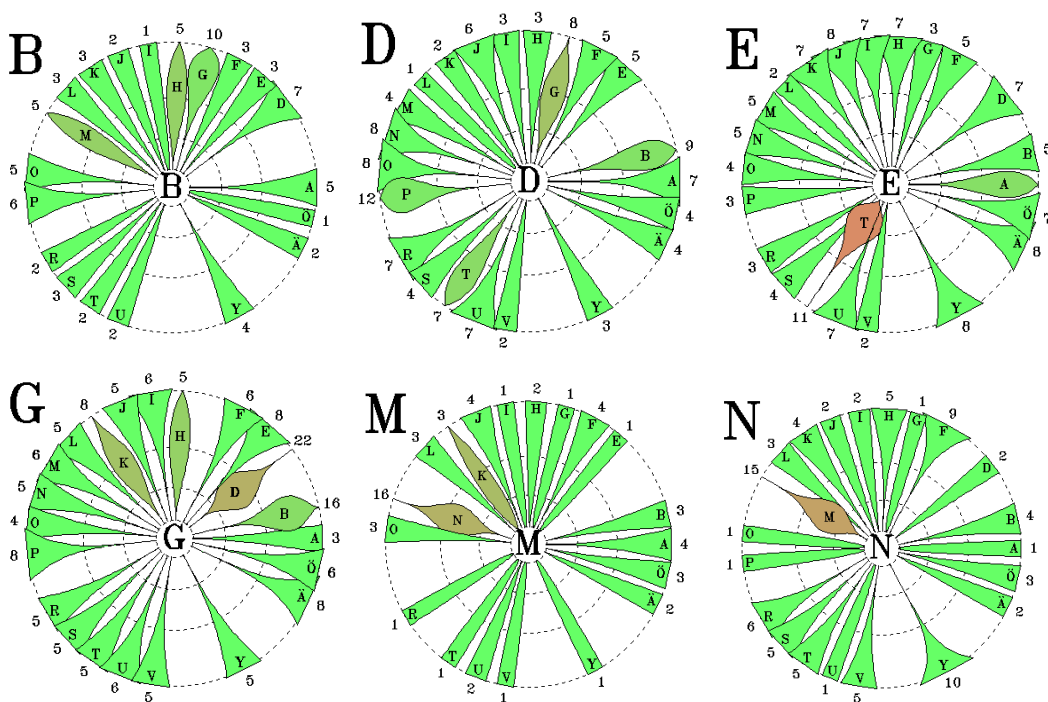 B
I 1
H 5
G 10
F 3
E 3
D 7
A 5
Ö 1
Ä 2
Y 4
U 2
T 2
S 3
R 2
P 6
O 5
M 5
L 3
K 3
J 2
B
D
H 3
G 8
F 5
E 5
B 9
A 7
Ö 4
Ä 4
Y 3
V 2
U 7
T 7
S 4
R 7
P 12
O 8
N 8
M 4
L 1
K 2
J 6
I 3
D
E
H 7
G 3
F 5
D 7
B 5
A
Ö 7
Ä 8
Y 8
V 2
U 7
T 11
S 4
R 3
P 3
O 4
N 5
M 5
L 2
K 7
J 8
I 7
E
G
H 5
F 6
E 8
D 22
B 16
A 3
Ö 6
Ä 8
Y 5
V 5
U 6
T 5
S 5
R 5
P 8
O 4
N 5
M 6
L 5
K 8
J 5
I 6
G
M
H 2
G 1
F 4
E 1
B 3
A 4
Ö 3
Ä 2
Y 1
V 1
U 2
T 1
R 1
O 3
N 16
L 3
K 3
J 4
I 1
M
N
H 5
G 1
F 9
D 2
B 4
A 1
Ö 3
Ä 2
Y 10
V 5
U 1
T 5
S 5
R 6
P 1
O 1
M 15
L 3
K 4
J 2
I 2
N